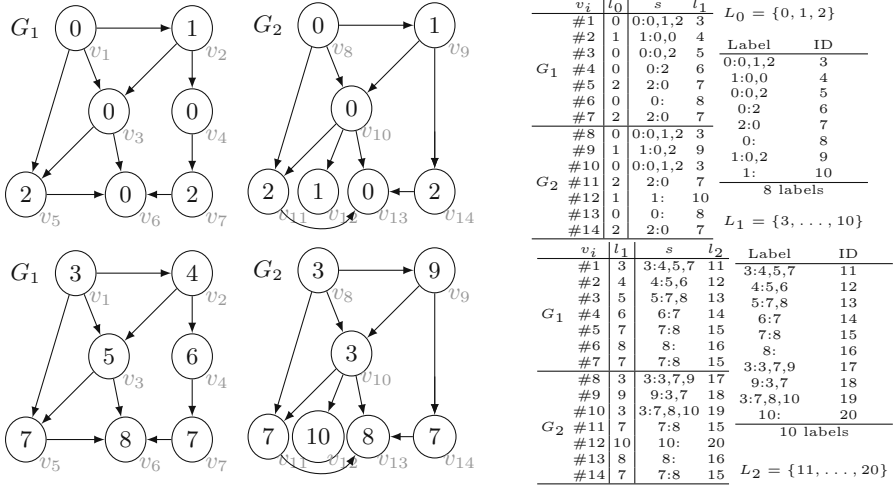 G₁ 0 1 G₂ 0 1
v₁ v₂ v₈ v₉
0 0 0
v₃ v₄ v₁₀
2 0 2 2 1 0 2
v₅ v₆ v₇ v₁₁ v₁₂ v₁₃ v₁₄
G₁ 3 4 G₂ 3 9
v₁ v₂ v₈ v₉
5 6 3
v₃ v₄ v₁₀
7 8 7 7 10 8 7
v₅ v₆ v₇ v₁₁ v₁₂ v₁₃ v₁₄
vᵢ l₀ s l₁
G₁
#1 0 0:0,1,2 3
#2 1 1:0,0 4
#3 0 0:0,2 5
#4 0 0:2 6
#5 2 2:0 7
#6 0 0: 8
#7 2 2:0 7
G₂
#8 0 0:0,1,2 3
#9 1 1:0,2 9
#10 0 0:0,1,2 3
#11 2 2:0 7
#12 1 1: 10
#13 0 0: 8
#14 2 2:0 7
L₀ = {0, 1, 2}
Label ID
0:0,1,2 3
1:0,0 4
0:0,2 5
0:2 6
2:0 7
0: 8
1:0,2 9
1: 10
8 labels
L₁ = {3, . . . , 10}
vᵢ l₁ s l₂
G₁
#1 3 3:4,5,7 11
#2 4 4:5,6 12
#3 5 5:7,8 13
#4 6 6:7 14
#5 7 7:8 15
#6 8 8: 16
#7 7 7:8 15
G₂
#8 3 3:3,7,9 17
#9 9 9:3,7 18
#10 3 3:7,8,10 19
#11 7 7:8 15
#12 10 10: 20
#13 8 8: 16
#14 7 7:8 15
Label ID
3:4,5,7 11
4:5,6 12
5:7,8 13
6:7 14
7:8 15
8: 16
3:3,7,9 17
9:3,7 18
3:7,8,10 19
10: 20
10 labels
L₂ = {11, . . . , 20}